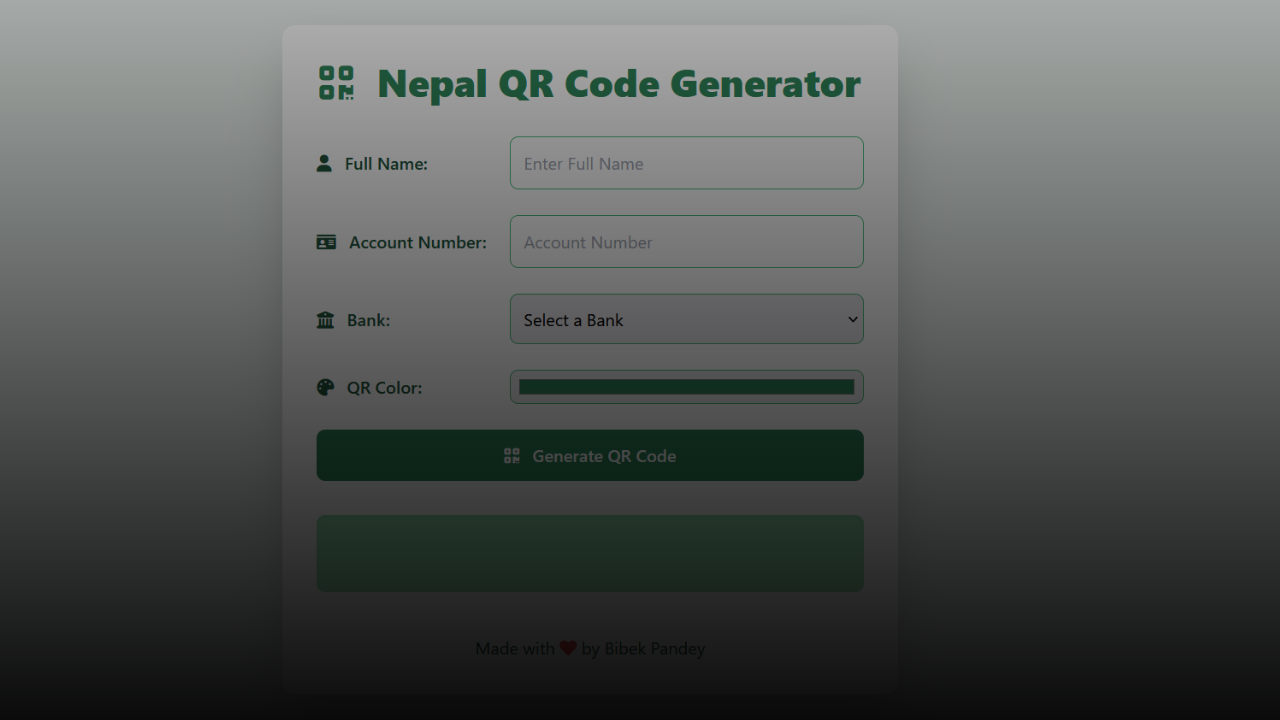 Nepal QR Code Generator
Full Name:
Enter Full Name
Account Number:
Account Number
Bank:
Select a Bank
QR Color:
Generate QR Code
Made with ❤️ by Bibek Pandey